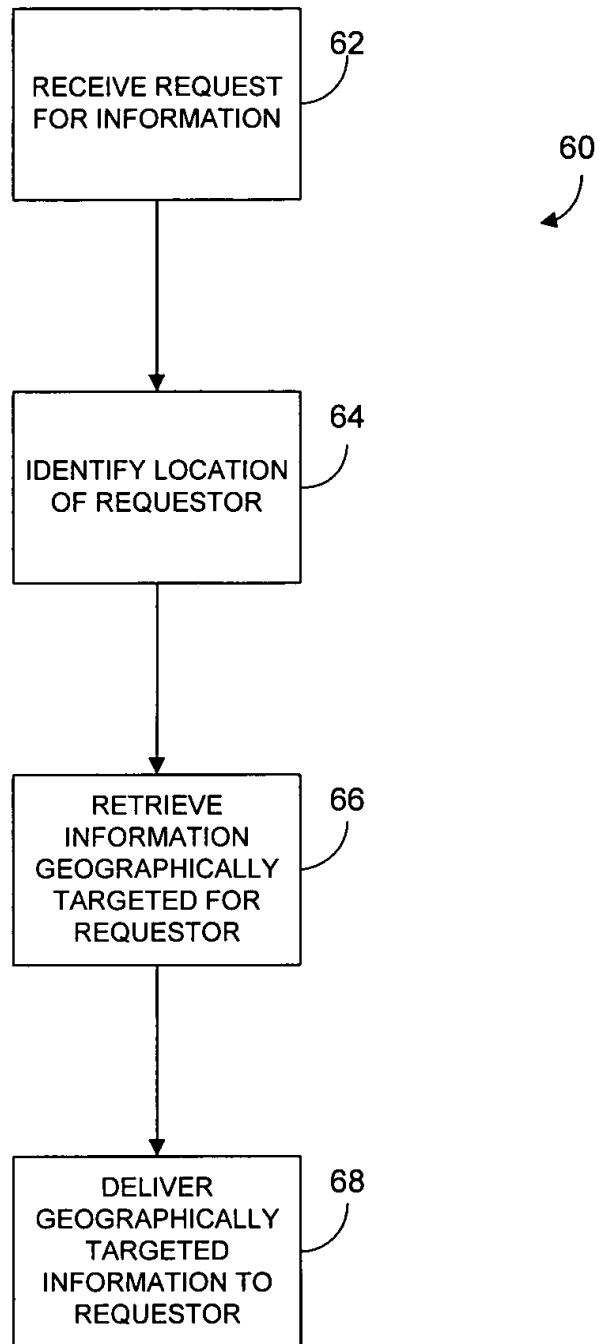 62
RECEIVE REQUEST
FOR INFORMATION
60
64
IDENTIFY LOCATION
OF REQUESTOR
66
RETRIEVE
INFORMATION
GEOGRAPHICALLY
TARGETED FOR
REQUESTOR
68
DELIVER
GEOGRAPHICALLY
TARGETED
INFORMATION TO
REQUESTOR